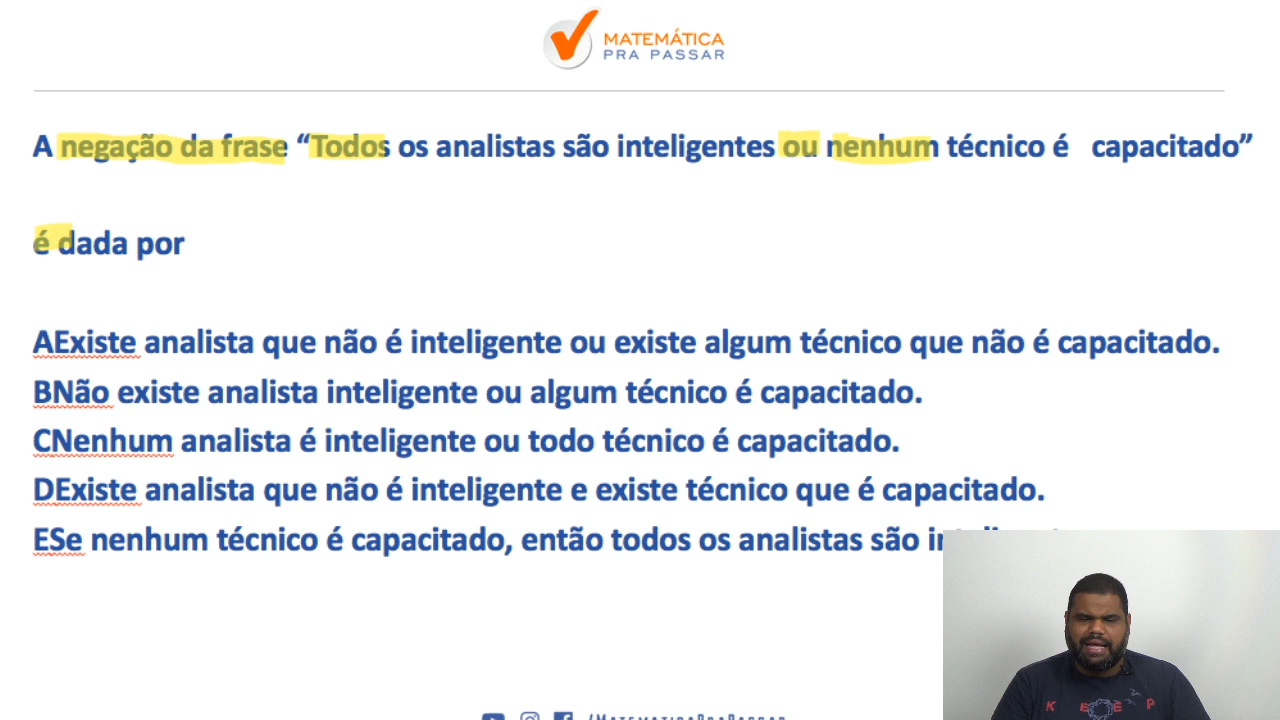 MATEMÁTICA
PRA PASSAR
A negação da frase “Todos os analistas são inteligentes ou nenhum técnico é capacitado”
é dada por
AExiste analista que não é inteligente ou existe algum técnico que não é capacitado.
BNão existe analista inteligente ou algum técnico é capacitado.
CNenhum analista é inteligente ou todo técnico é capacitado.
DExiste analista que não é inteligente e existe técnico que é capacitado.
ESe nenhum técnico é capacitado, então todos os analistas são
KEEP
/MATEMATICAPRAPASSAR